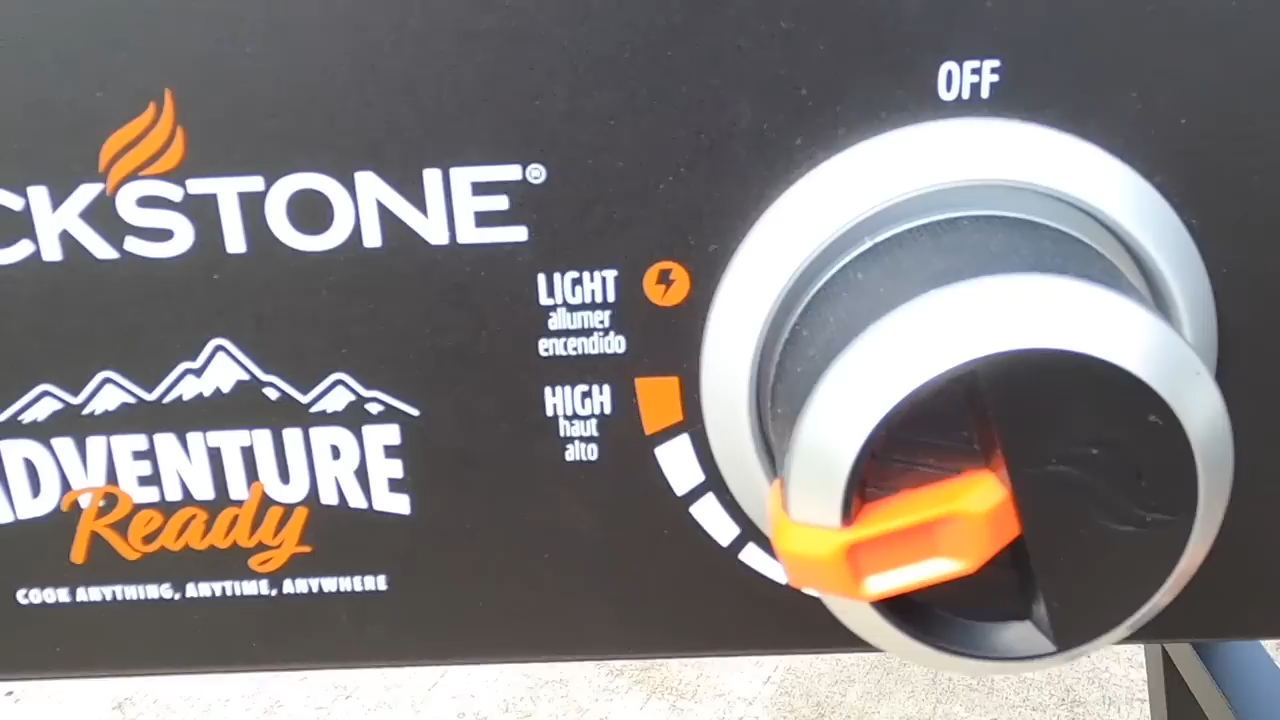 OFF
CKSTONE®
LIGHT
allumer
encendido
HIGH
haut
alto
ADVENTURE
Ready
COOK ANYTHING, ANYTIME, ANYWHERE